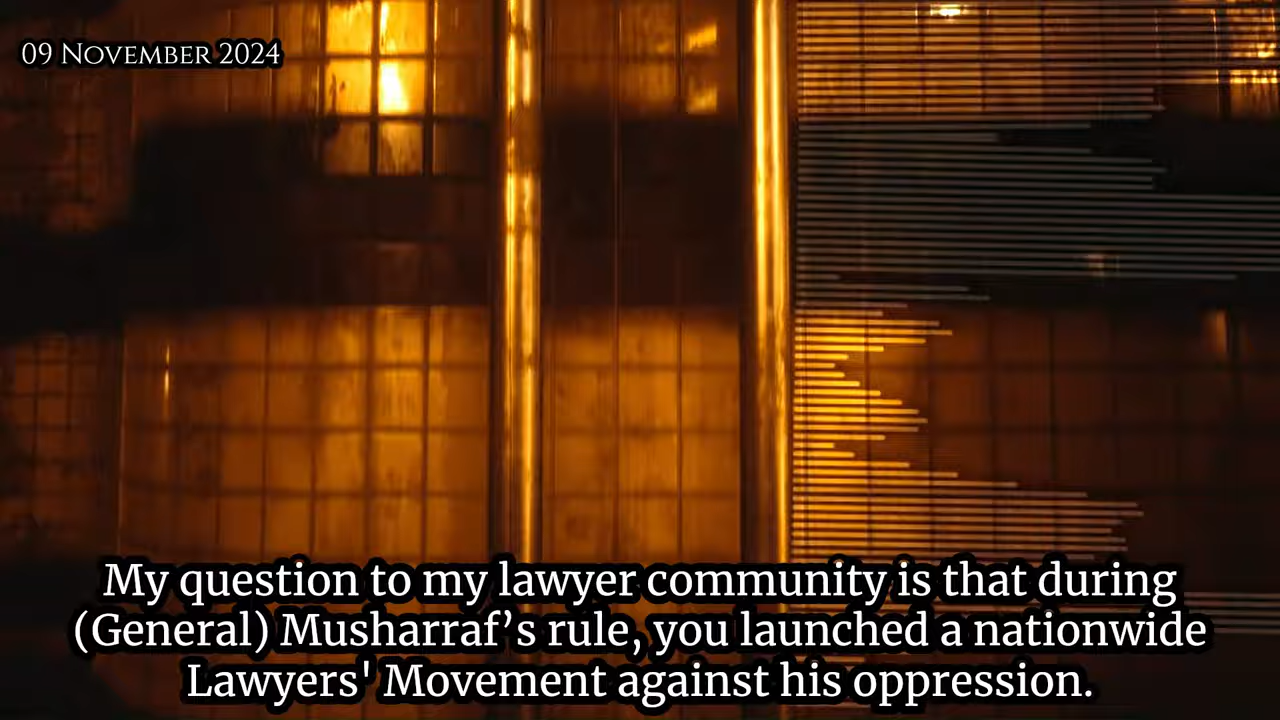 09 November 2024
My question to my lawyer community is that during
(General) Musharraf’s rule, you launched a nationwide
Lawyers' Movement against his oppression.